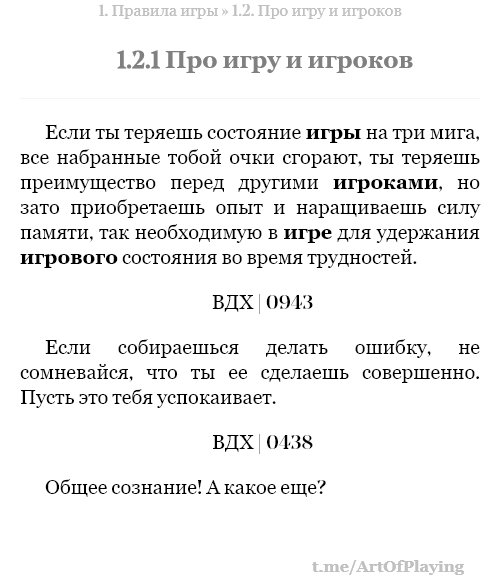 1. Правила игры » 1.2. Про игру и игроков
1.2.1 Про игру и игроков
Если ты теряешь состояние игры на три мига,
все набранные тобой очки сгорают, ты теряешь
преимущество перед другими игроками, но
зато приобретаешь опыт и наращиваешь силу
памяти, так необходимую в игре для удержания
игрового состояния во время трудностей.
ВДХ | 0943
Если собираешься делать ошибку, не
сомневайся, что ты ее сделаешь совершенно.
Пусть это тебя успокаивает.
ВДХ | 0438
Общее сознание! А какое еще?
t.me/ArtOfPlaying